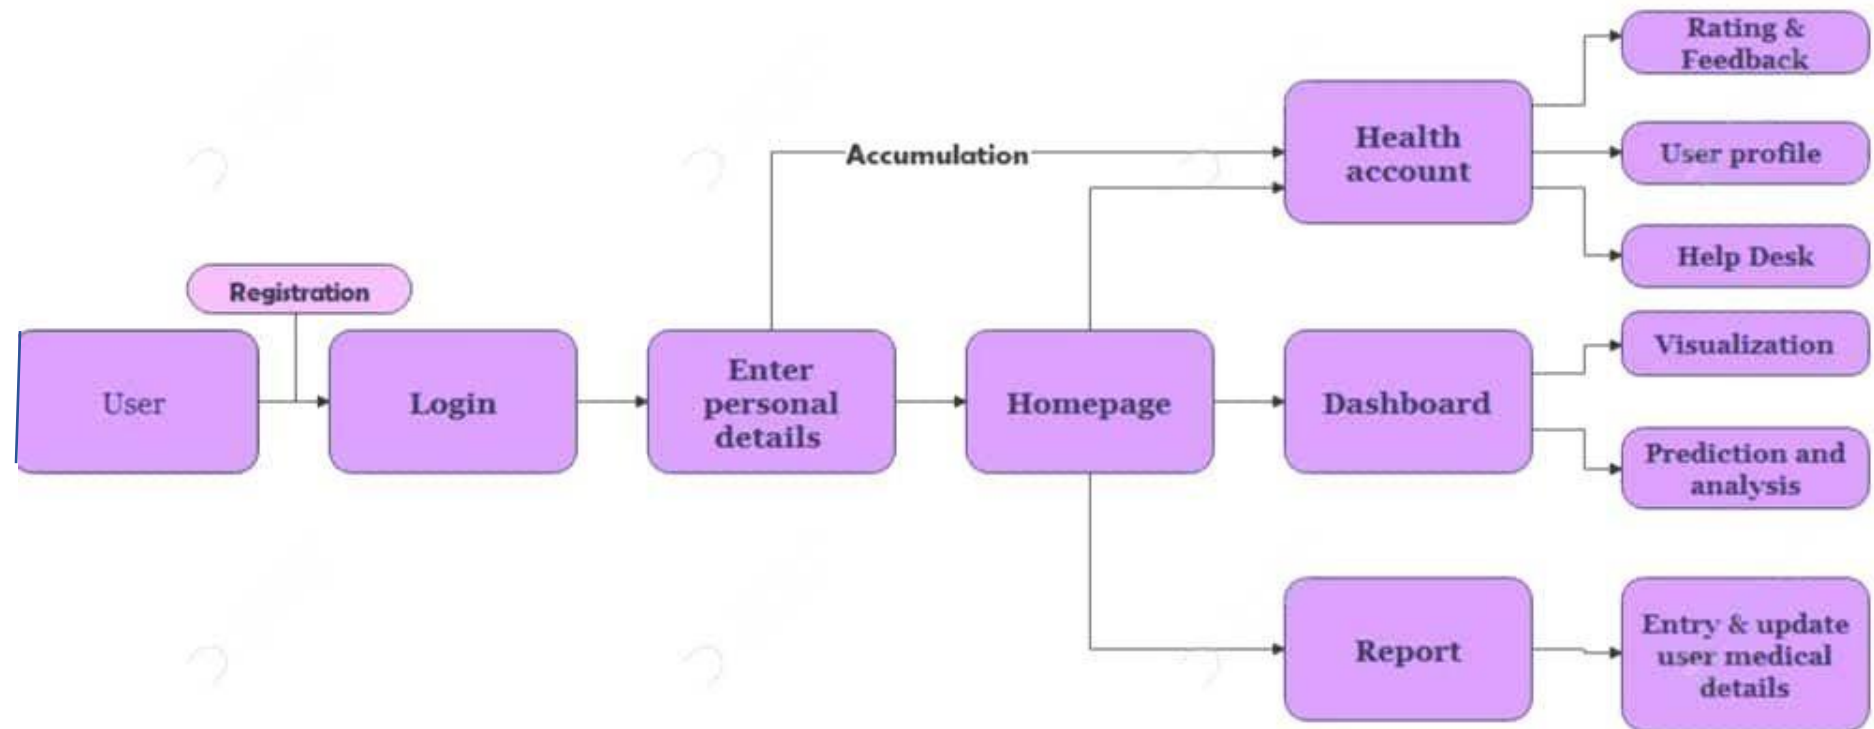 Rating &
Feedback
Health
account
Accumulation
User profile
Help Desk
Registration
User
Login
Enter
personal
details
Homepage
Dashboard
Visualization
Prediction and
analysis
Report
Entry & update
user medical
details